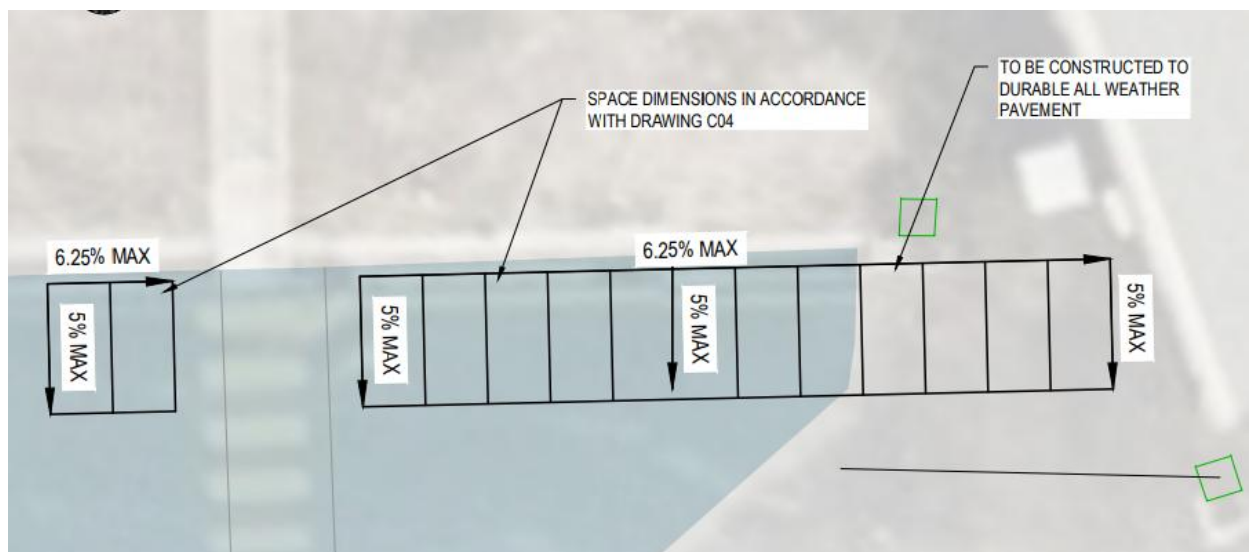 SPACE DIMENSIONS IN ACCORDANCE
WITH DRAWING C04
TO BE CONSTRUCTED TO
DURABLE ALL WEATHER
PAVEMENT
6.25% MAX
6.25% MAX
5% MAX
5% MAX
5% MAX
5% MAX